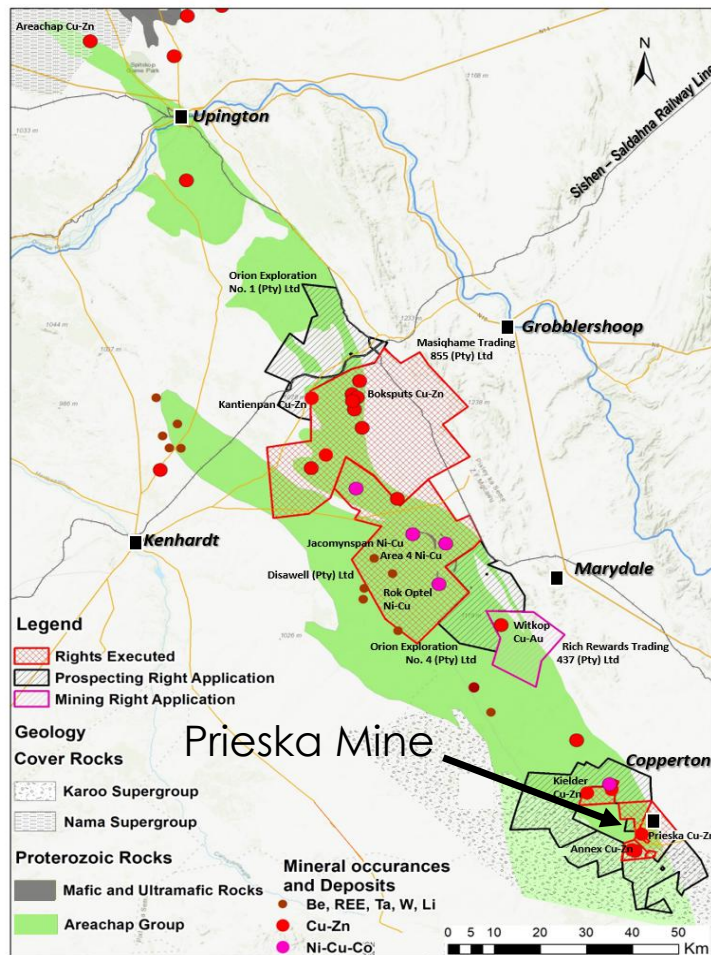 Areachap Cu-Zn
N
Upington
Sishen – Saldahna Railway Line
Orion Exploration
No. 1 (Pty) Ltd
Grobblershoop
Masiqhame Trading
855 (Pty) Ltd
Kantienpan Cu-Zn
Boksputs Cu-Zn
Kenhardt
Jacomynspan Ni-Cu
Area 4 Ni-Cu
Marydale
Disawell (Pty) Ltd
Rok Optel
Ni-Cu
Witkop
Cu-Au
Orion Exploration
No. 4 (Pty) Ltd
Rich Rewards Trading
437 (Pty) Ltd
Legend
Rights Executed
Prospecting Right Application
Mining Right Application
Geology
Cover Rocks
Karoo Supergroup
Nama Supergroup
Proterozoic Rocks
Mafic and Ultramafic Rocks
Areachap Group
Prieska Mine
Copperton
Kielder
Cu-Zn
Prieska Cu-Zn
Annex Cu-Zn
Mineral occurances
and Deposits
Be, REE, Ta, W, Li
Cu-Zn
Ni-Cu-Co
0 5 10 20 30 40 50
Km
1033 m
1168 m
1044 m
1026 m